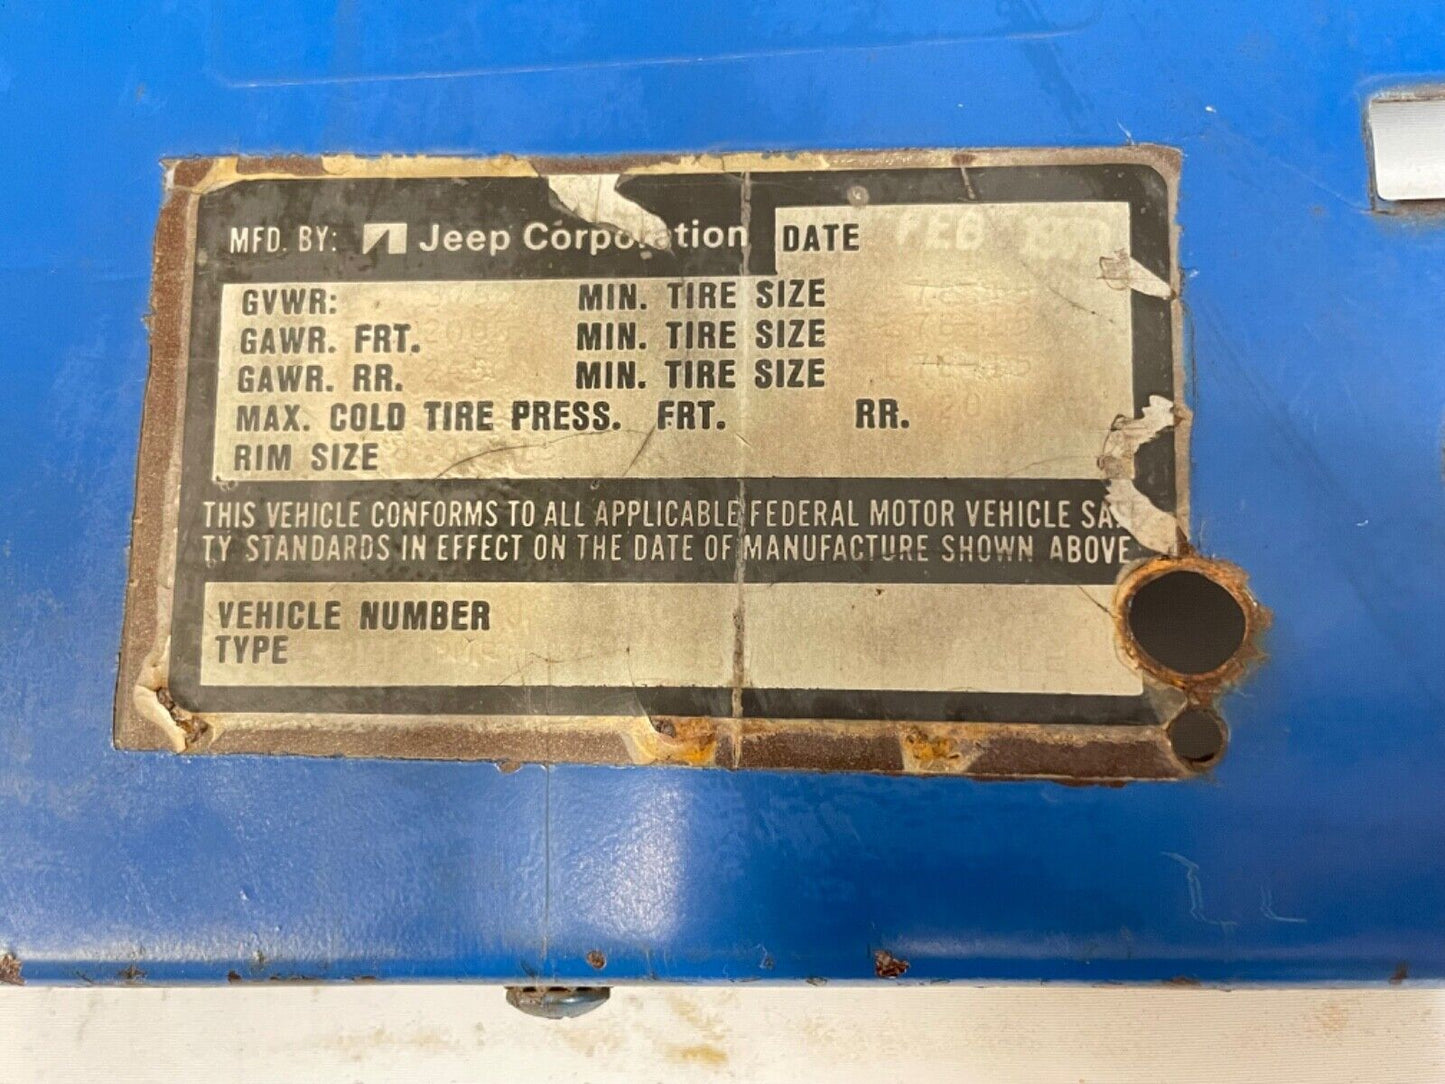 MFD. BY: Jeep Corporation DATE FEB
GVWR: MIN. TIRE SIZE
GAWR. FRT. MIN. TIRE SIZE
GAWR. RR. MIN. TIRE SIZE
MAX. COLD TIRE PRESS. FRT. RR. 20
RIM SIZE
THIS VEHICLE CONFORMS TO ALL APPLICABLE FEDERAL MOTOR VEHICLE SA
TY STANDARDS IN EFFECT ON THE DATE OF MANUFACTURE SHOWN ABOVE
VEHICLE NUMBER
TYPE